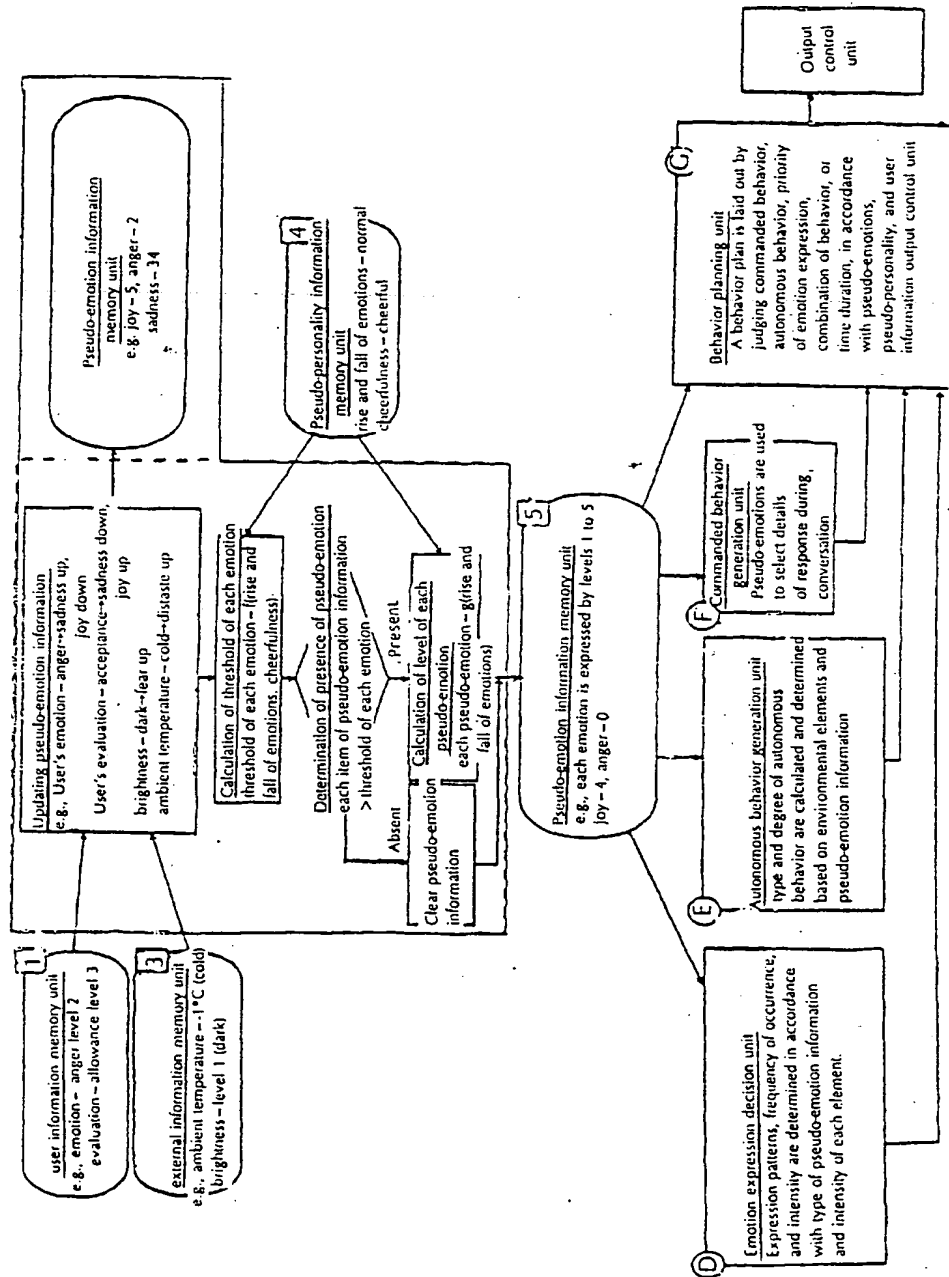 1
user information memory unit
e.g., emotion – anger level 2
evaluation – allowance level 3
3
external information memory unit
e.g., ambient temperature – -1°C (cold)
brightness – level 1 (dark)
Updating pseudo-emotion information
e.g., User's emotion – anger→sadness up,
joy down
User's evaluation – acceptance→sadness down,
joy up
brightness – dark→fear up
ambient temperature – cold→distaste up
Pseudo-emotion information
memory unit
e.g. joy – 5, anger – 2
sadness – 34
Calculation of threshold of each emotion
threshold of each emotion – f(rise and
fall of emotions, cheerfulness)
4
Pseudo-personality information
memory unit
rise and fall of emotions – normal
cheerfulness – cheerful
Determination of presence of pseudo-emotion
each item of pseudo-emotion information
> threshold of each emotion
Absent
Present
Clear pseudo-emotion
information
Calculation of level of each
pseudo-emotion
each pseudo-emotion – g(rise and
fall of emotions)
5
Pseudo-emotion information memory unit
e.g., each emotion is expressed by levels 1 to 5
joy – 4, anger – 0
D
Emotion expression decision unit
Expression patterns, frequency of occurrence,
and intensity are determined in accordance
with type of pseudo-emotion information
and intensity of each element.
E
Autonomous behavior generation unit
type and degree of autonomous
behavior are calculated and determined
based on environmental elements and
pseudo-emotion information
F
Commanded behavior
generation unit
Pseudo-emotions are used
to select details
of response during
conversation
G
Behavior planning unit
A behavior plan is laid out by
judging commanded behavior,
autonomous behavior, priority
of emotion expression,
combination of behavior, or
time duration, in accordance
with pseudo-emotions,
pseudo-personality, and user
information output control unit
Output
control
unit